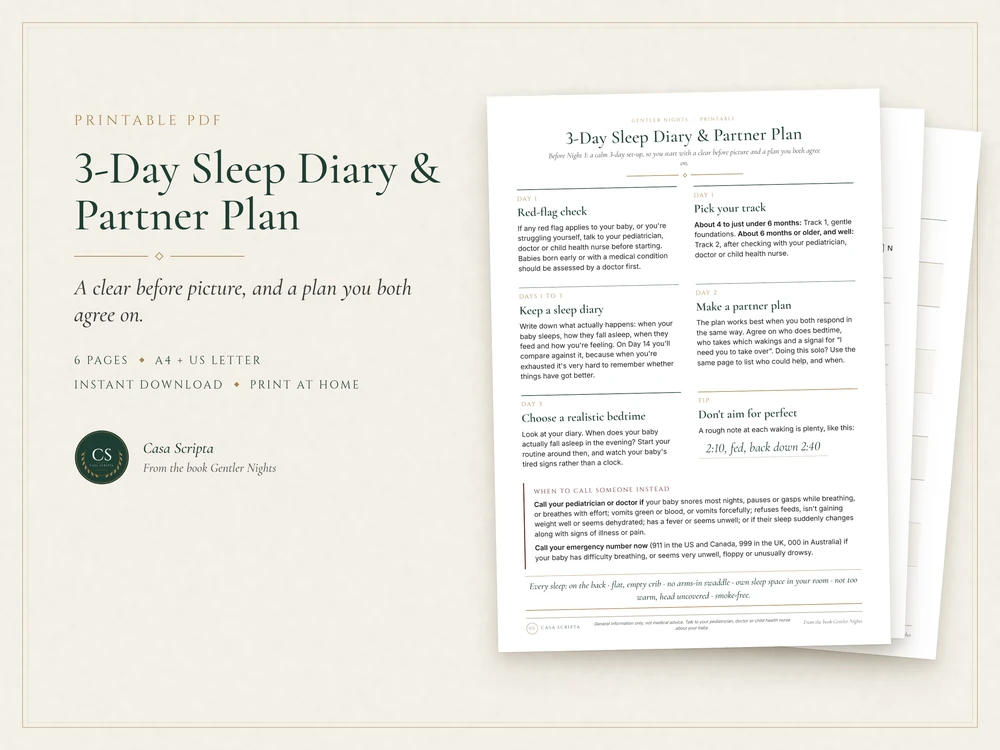 PRINTABLE PDF
3-Day Sleep Diary &
Partner Plan
A clear before picture, and a plan you both
agree on.
6 PAGES ◆ A4 + US LETTER
INSTANT DOWNLOAD ◆ PRINT AT HOME
CS
CASA SCRIPTA
Casa Scripta
From the book Gentler Nights
GENTLER NIGHTS · PRINTABLE
3-Day Sleep Diary & Partner Plan
Before Night 1: a calm 3-day set-up, so you start with a clear before picture and a plan you both agree
on.
DAY 1
Red-flag check
If any red flag applies to your baby, or you're
struggling yourself, talk to your pediatrician,
doctor or child health nurse before starting.
Babies born early or with a medical condition
should be assessed by a doctor first.
DAY 1
Pick your track
About 4 to just under 6 months: Track 1, gentle
foundations. About 6 months or older, and well:
Track 2, after checking with your pediatrician,
doctor or child health nurse.
DAYS 1 TO 3
Keep a sleep diary
Write down what actually happens: when your
baby sleeps, how they fall asleep, when they
feed and how you're feeling. On Day 14 you'll
compare against it, because when you're
exhausted it's very hard to remember whether
things have got better.
DAY 2
Make a partner plan
The plan works best when you both respond in
the same way. Agree on who does bedtime,
who takes which wakings and a signal for "I
need you to take over". Doing this solo? Use the
same page to list who could help, and when.
DAY 3
Choose a realistic bedtime
Look at your diary. When does your baby
actually fall asleep in the evening? Start your
routine around then, and watch your baby's
tired signs rather than a clock.
TIP
Don't aim for perfect
A rough note at each waking is plenty, like this:
2:10, fed, back down 2:40
WHEN TO CALL SOMEONE INSTEAD
Call your pediatrician or doctor if your baby snores most nights, pauses or gasps while breathing,
or breathes with effort; vomits green or blood, or vomits forcefully; refuses feeds, isn't gaining
weight well or seems dehydrated; has a fever or seems unwell; or if their sleep suddenly changes
along with signs of illness or pain.
Call your emergency number now (911 in the US and Canada, 999 in the UK, 000 in Australia) if
your baby has difficulty breathing, or seems very unwell, floppy or unusually drowsy.
Every sleep: on the back · flat, empty crib · no arms-in swaddle · own sleep space in your room · not too
warm, head uncovered · smoke-free.
CS CASA SCRIPTA
General information only, not medical advice. Talk to your pediatrician, doctor or child health nurse
about your baby.
From the book Gentler Nights
N